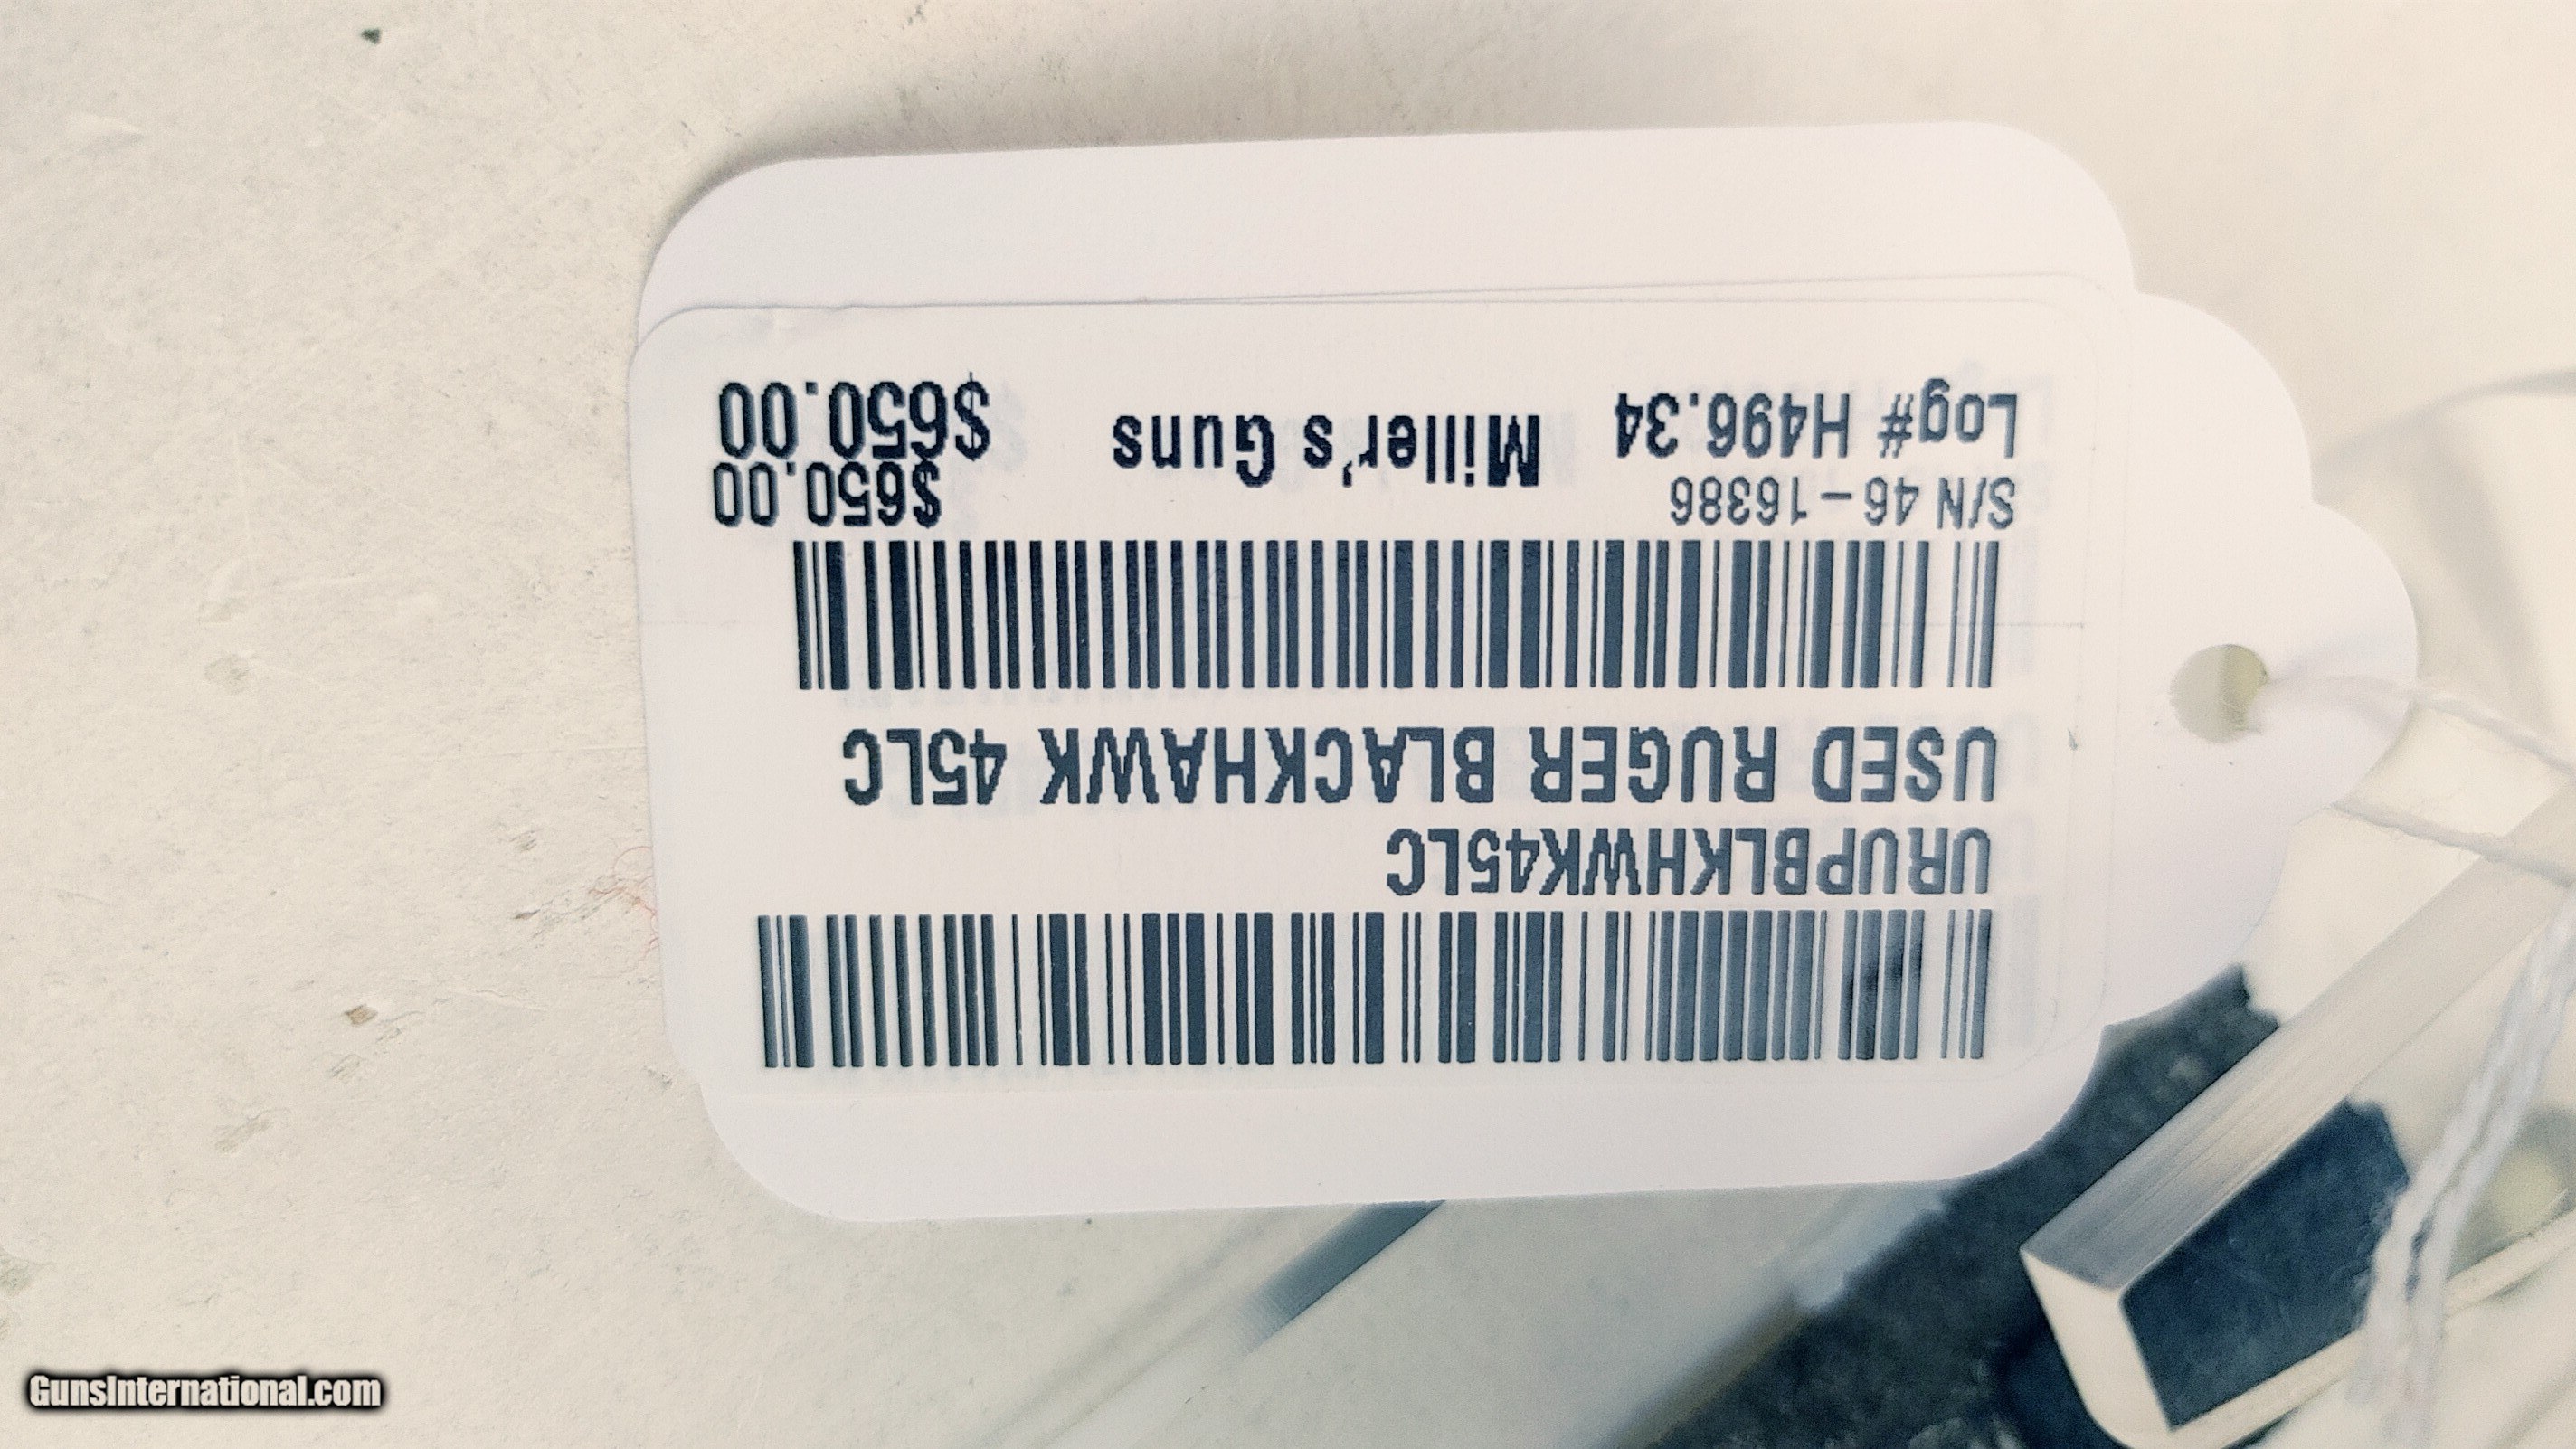 URUPBLKHWK45LC
USED RUGER BLACKHAWK 45LC
S/N 46-16386
$650.00
Log# H496.34
Miller's Guns
$650.00
GunsInternational.com